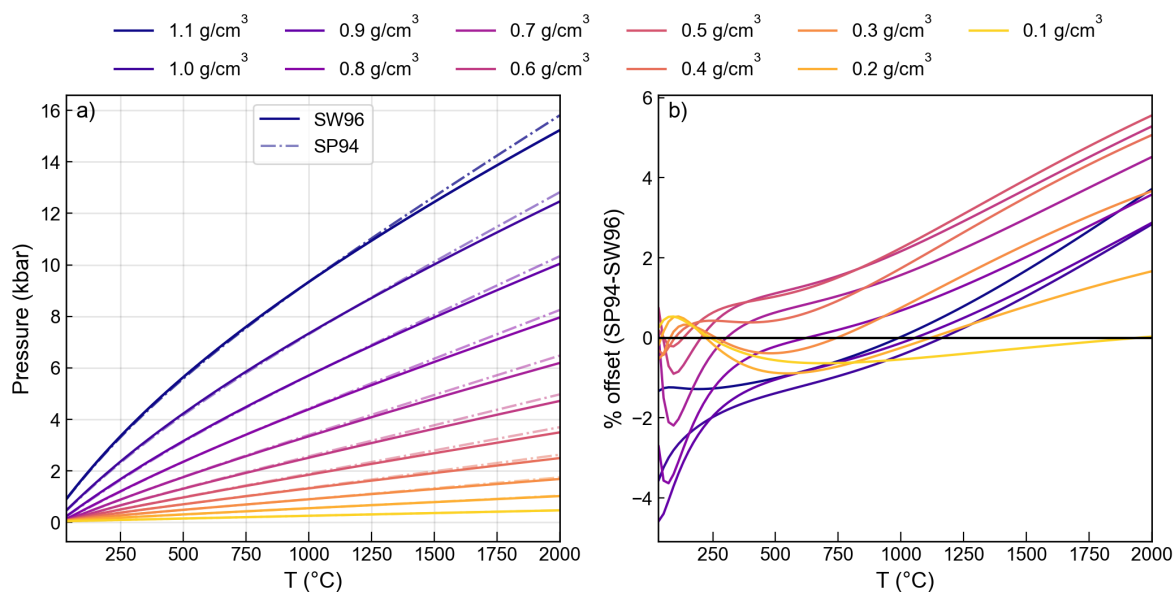 1.1 g/cm³ 0.9 g/cm³ 0.7 g/cm³ 0.5 g/cm³ 0.3 g/cm³ 0.1 g/cm³
1.0 g/cm³ 0.8 g/cm³ 0.6 g/cm³ 0.4 g/cm³ 0.2 g/cm³
a)
SW96
SP94
16
14
12
10
8
6
4
2
0
Pressure (kbar)
250 500 750 1000 1250 1500 1750 2000
T (°C)
b)
6
4
2
0
−2
−4
% offset (SP94-SW96)
250 500 750 1000 1250 1500 1750 2000
T (°C)